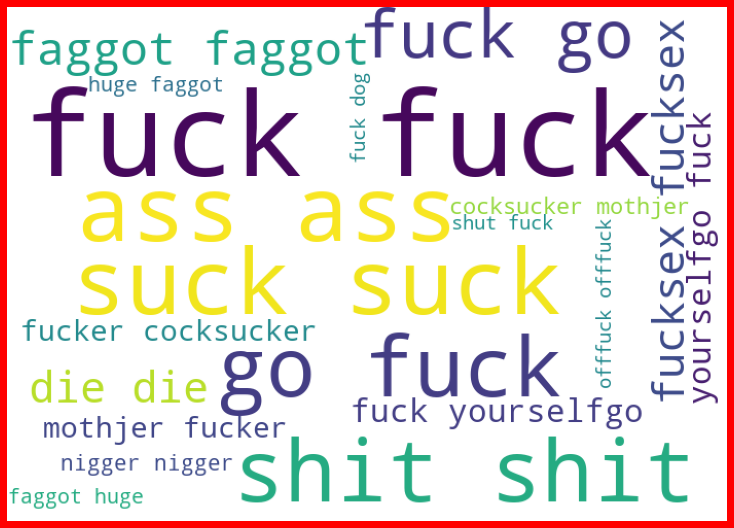 faggot faggot
fuck go
huge faggot
fuck dog
fucksex fucksex
fuck fuck
yourselfgo fuck
ass ass
cocksucker mothjer
shut fuck
offfuck offfuck
suck suck
fucker cocksucker
go fuck
die die
fuck yourselfgo
mothjer fucker
nigger nigger
shit shit
faggot huge